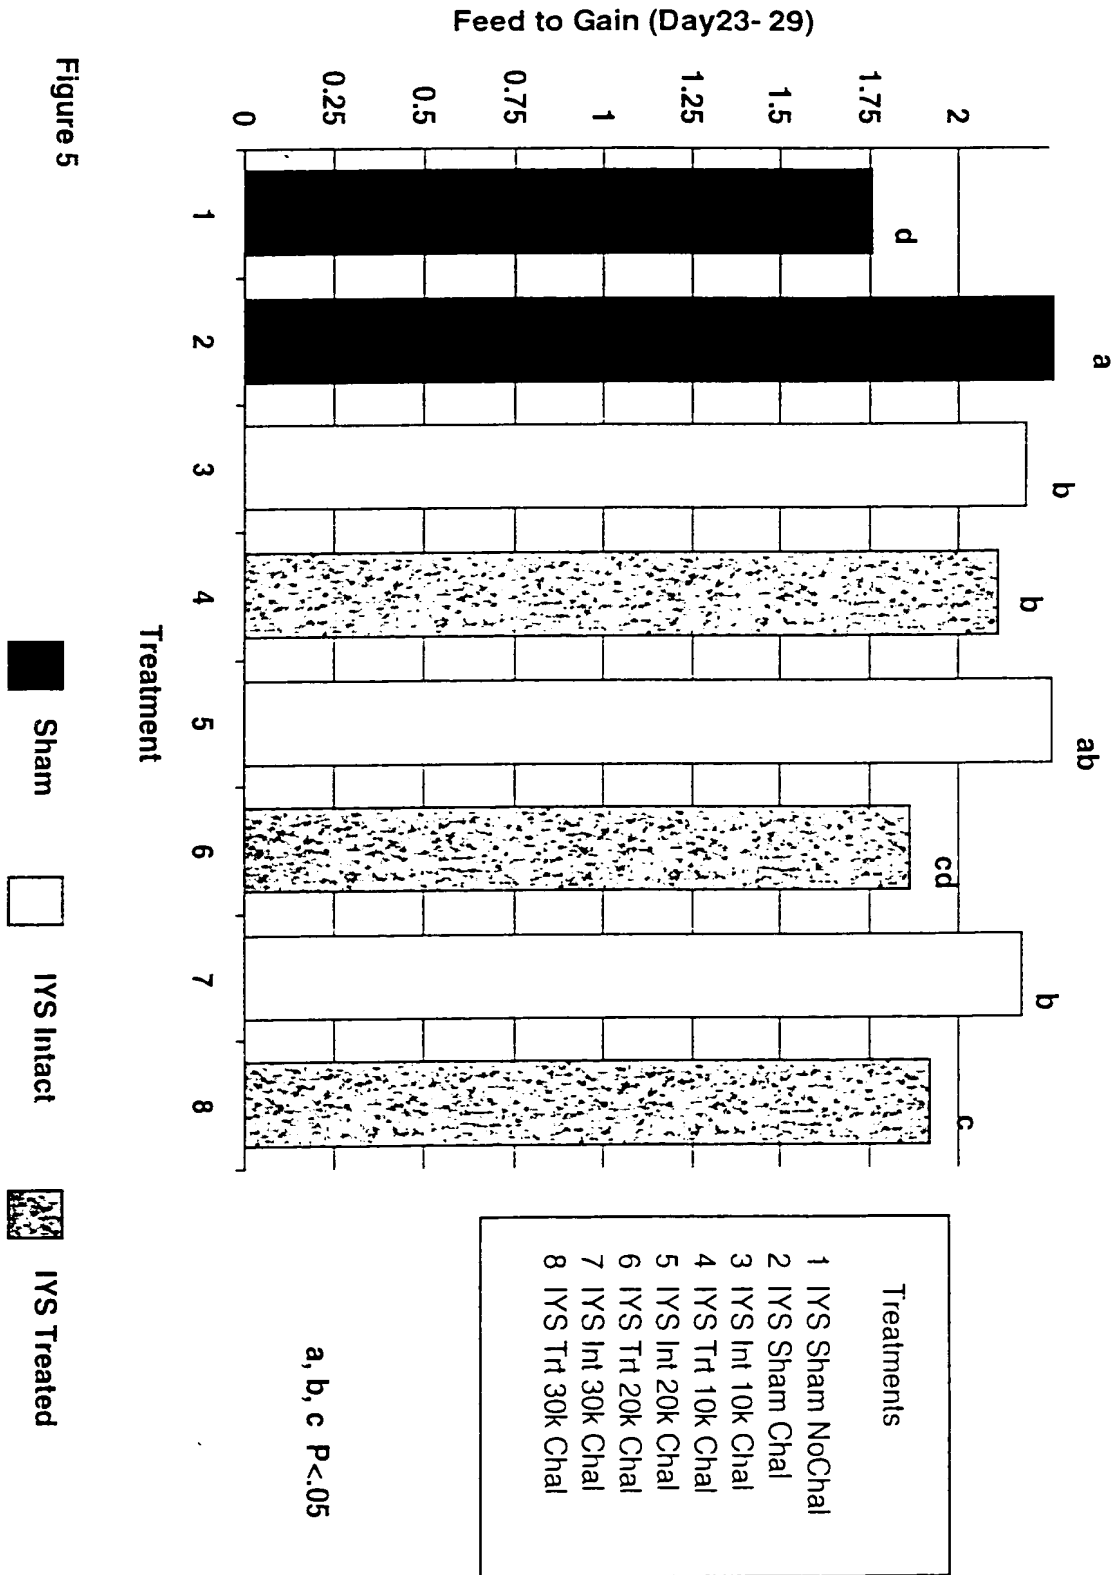 Feed to Gain (Day23- 29)
2
1.75
1.5
1.25
1
0.75
0.5
0.25
0
d
a
b
b
ab
cd
b
c
1
2
3
4
5
6
7
8
Treatment
Sham
IYS Intact
IYS Treated
Treatments
1 IYS Sham NoChal
2 IYS Sham Chal
3 IYS Int 10k Chal
4 IYS Trt 10k Chal
5 IYS Int 20k Chal
6 IYS Trt 20k Chal
7 IYS Int 30k Chal
8 IYS Trt 30k Chal
a, b, c P<.05
Figure 5